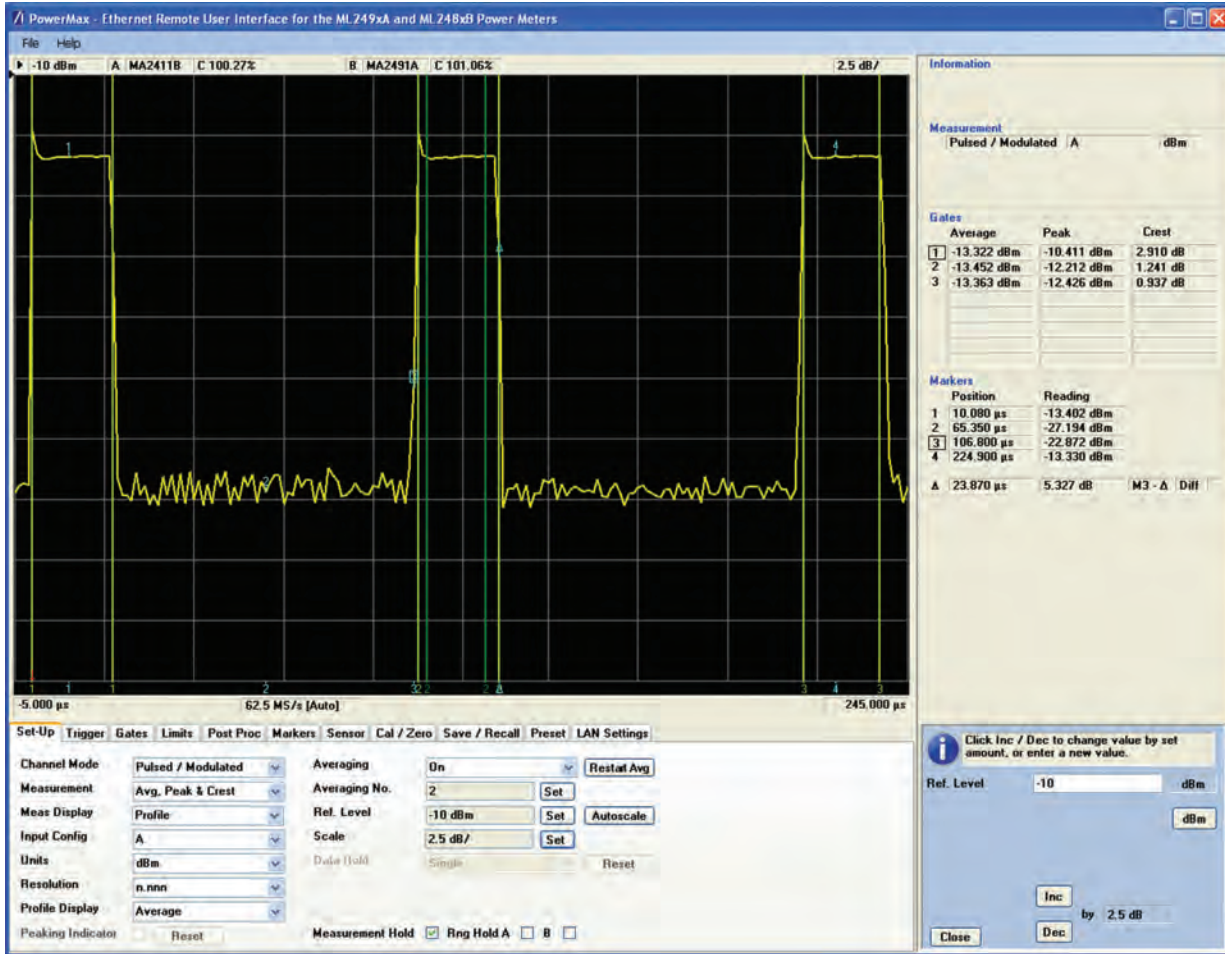 PowerMax - Ethernet Remote User Interface for the ML249xA and ML248xB Power Meters
File Help
-10 dBm A MA2411B C 100.27% B MA2491A C 101.06% 2.5 dB/
1
4
2
-5.000 µs 62.5 MS/s [Auto] 245.000 µs
Information
Measurement
Pulsed / Modulated A dBm
Gates
Average Peak Crest
1 -13.322 dBm -10.411 dBm 2.910 dB
2 -13.452 dBm -12.212 dBm 1.241 dB
3 -13.363 dBm -12.426 dBm 0.937 dB
Markers
Position Reading
1 10.080 µs -13.402 dBm
2 65.350 µs -27.194 dBm
3 106.800 µs -22.872 dBm
4 224.900 µs -13.330 dBm
Δ 23.870 µs 5.327 dB M3 - Δ Diff
Set-Up Trigger Gates Limits Post Proc Markers Sensor Cal / Zero Save / Recall Preset LAN Settings
Channel Mode Pulsed / Modulated Averaging On Restart Avg
Measurement Avg, Peak & Crest Averaging No. 2 Set
Meas Display Profile Ref. Level -10 dBm Set Autoscale
Input Config A Scale 2.5 dB/ Set
Units dBm Data Hold Single Reset
Resolution n.nnn
Profile Display Average
Peaking Indicator Reset Measurement Hold Rng Hold A B
Click Inc / Dec to change value by set
amount, or enter a new value.
Ref. Level -10 dBm
dBm
Inc
by 2.5 dB
Close Dec